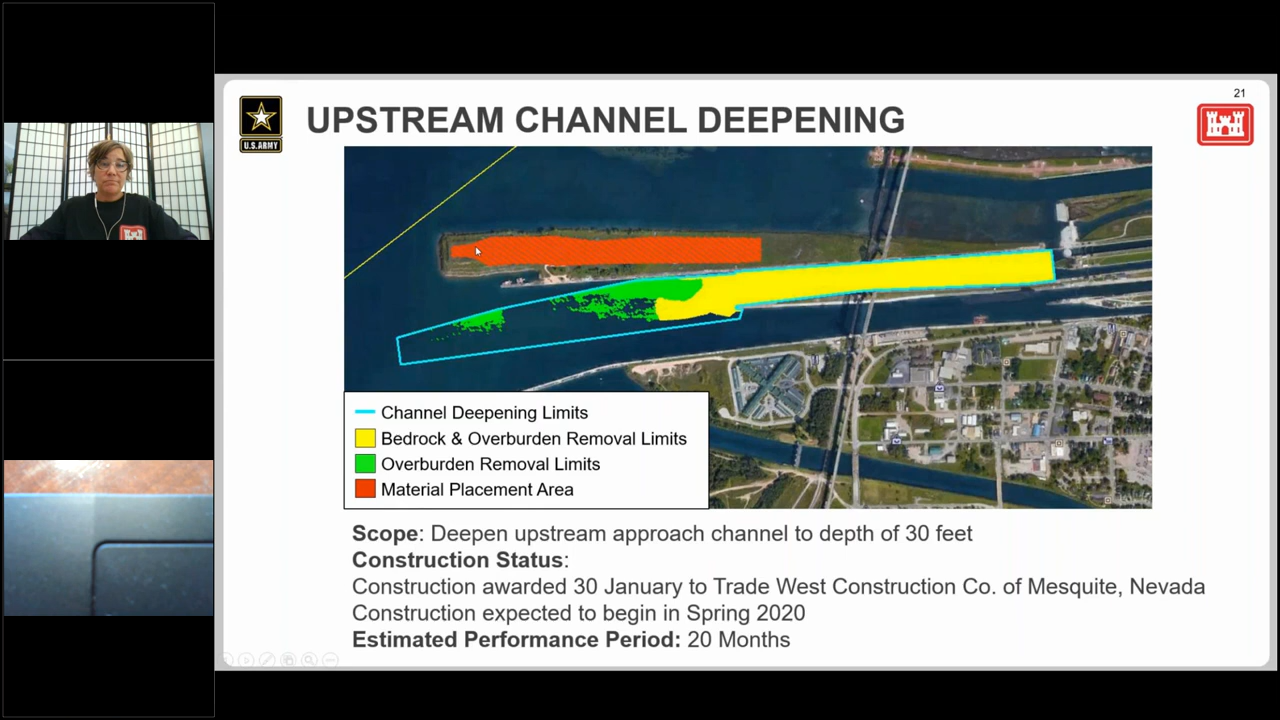 21
U.S.ARMY
UPSTREAM CHANNEL DEEPENING
Channel Deepening Limits
Bedrock & Overburden Removal Limits
Overburden Removal Limits
Material Placement Area
Scope: Deepen upstream approach channel to depth of 30 feet
Construction Status:
Construction awarded 30 January to Trade West Construction Co. of Mesquite, Nevada
Construction expected to begin in Spring 2020
Estimated Performance Period: 20 Months